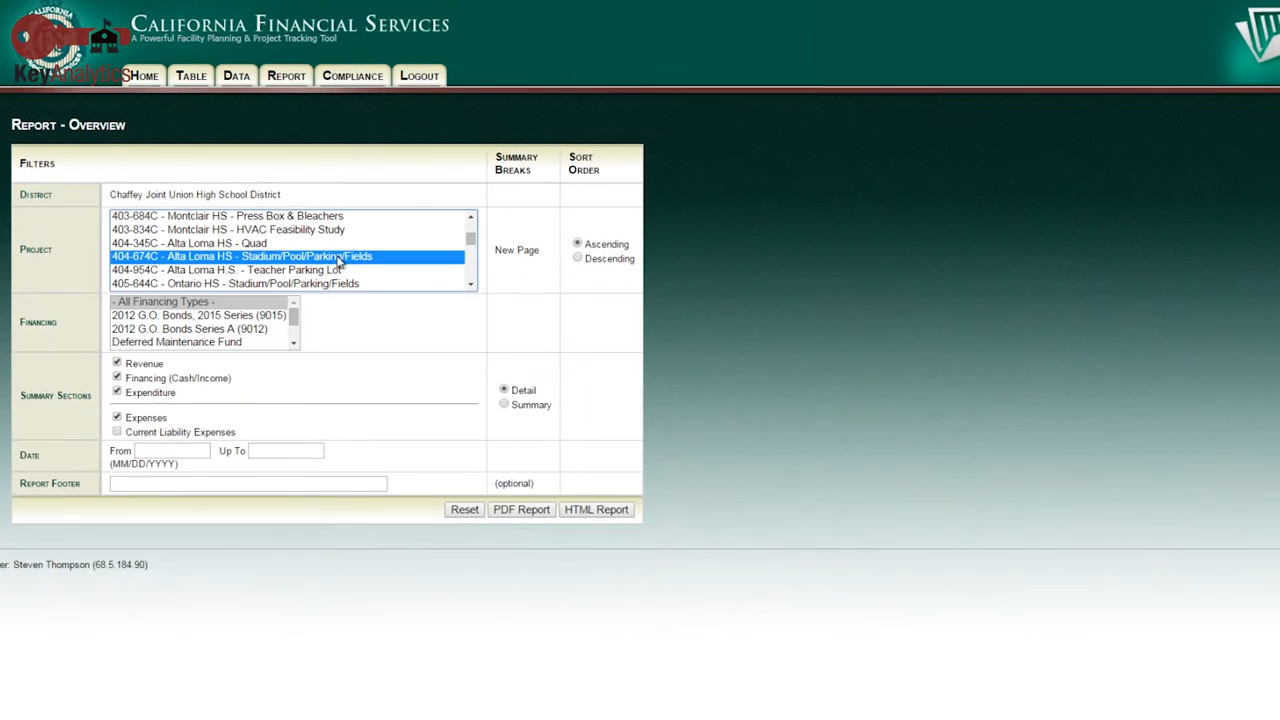 CALIFORNIA FINANCIAL SERVICES
A Powerful Facility Planning & Project Tracking Tool
KeyAnalytics
HOME TABLE DATA REPORT COMPLIANCE LOGOUT
REPORT - OVERVIEW
FILTERS SUMMARY BREAKS SORT ORDER
DISTRICT Chaffey Joint Union High School District
PROJECT
403-684C - Montclair HS - Press Box & Bleachers
403-834C - Montclair HS - HVAC Feasibility Study
404-345C - Alta Loma HS - Quad
404-674C - Alta Loma HS - Stadium/Pool/Parking/Fields
404-954C - Alta Loma H.S. - Teacher Parking Lot
405-644C - Ontario HS - Stadium/Pool/Parking/Fields
New Page
Ascending
Descending
FINANCING
- All Financing Types -
2012 G.O. Bonds, 2015 Series (9015)
2012 G.O. Bonds Series A (9012)
Deferred Maintenance Fund
SUMMARY SECTIONS
Revenue
Financing (Cash/Income)
Expenditure
Expenses
Current Liability Expenses
Detail
Summary
DATE From Up To
(MM/DD/YYYY)
REPORT FOOTER (optional)
Reset PDF Report HTML Report
er: Steven Thompson (68.5.184.90)